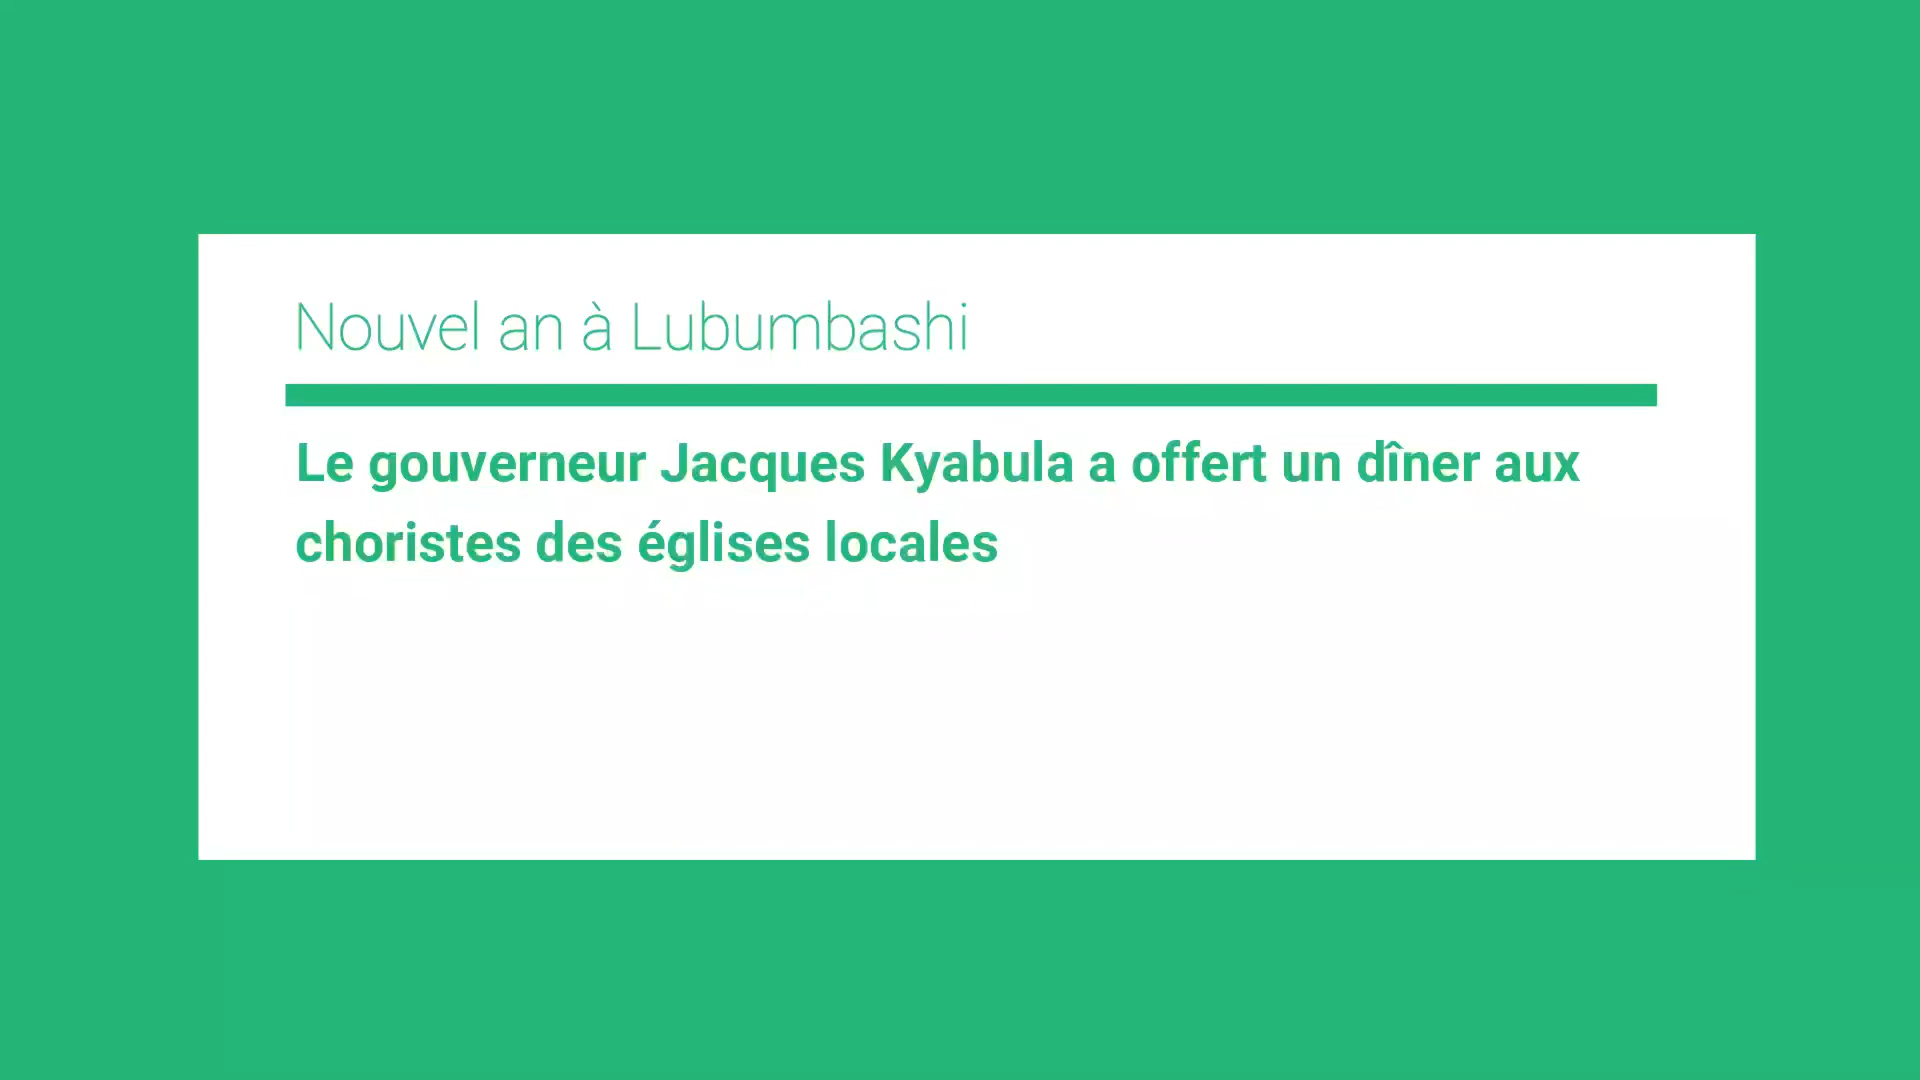 Nouvel an à Lubumbashi
Le gouverneur Jacques Kyabula a offert un dîner aux
choristes des églises locales